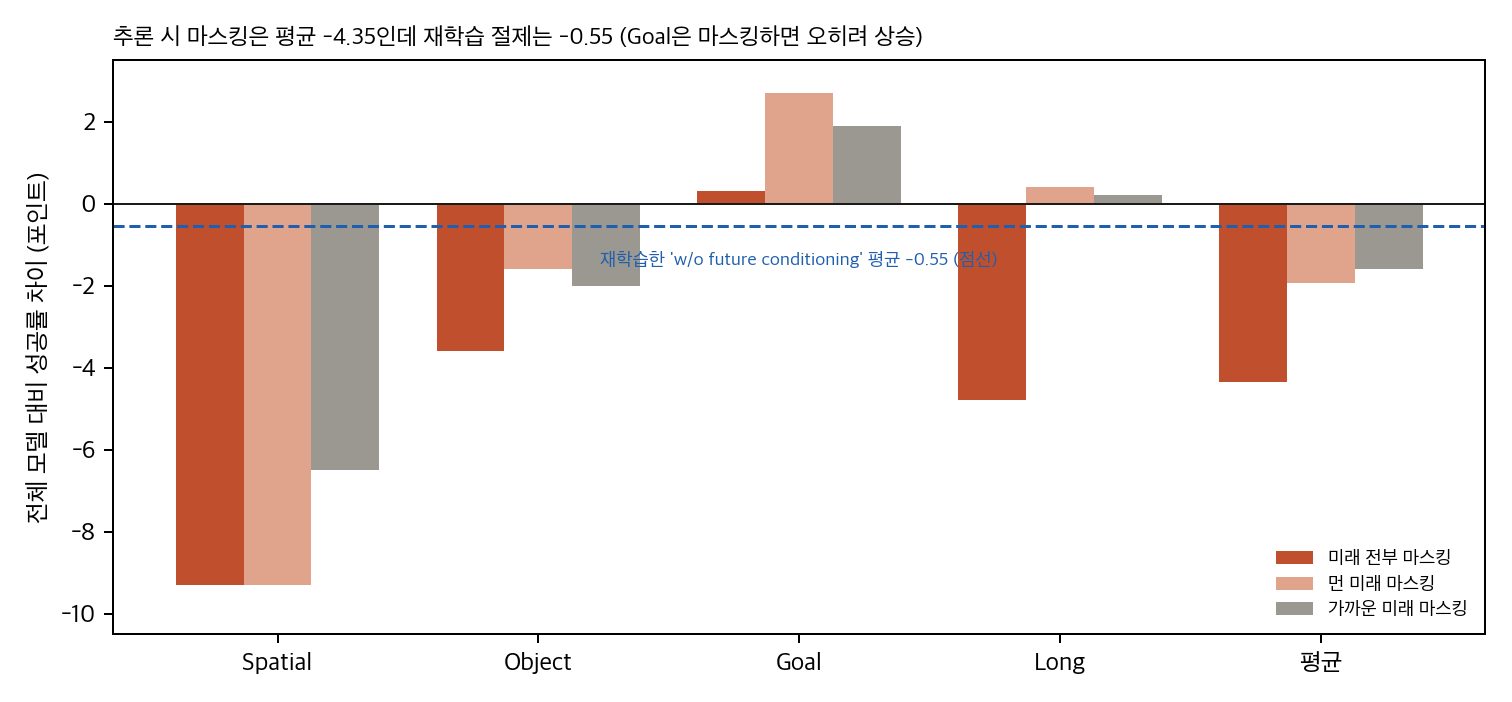 추론 시 마스킹은 평균 -4.35인데 재학습 절제는 -0.55 (Goal은 마스킹하면 오히려 상승)
전체 모델 대비 성공률 차이 (포인트)
2
0
-2
-4
-6
-8
-10
재학습한 'w/o future conditioning' 평균 -0.55 (점선)
미래 전부 마스킹
먼 미래 마스킹
가까운 미래 마스킹
Spatial
Object
Goal
Long
평균